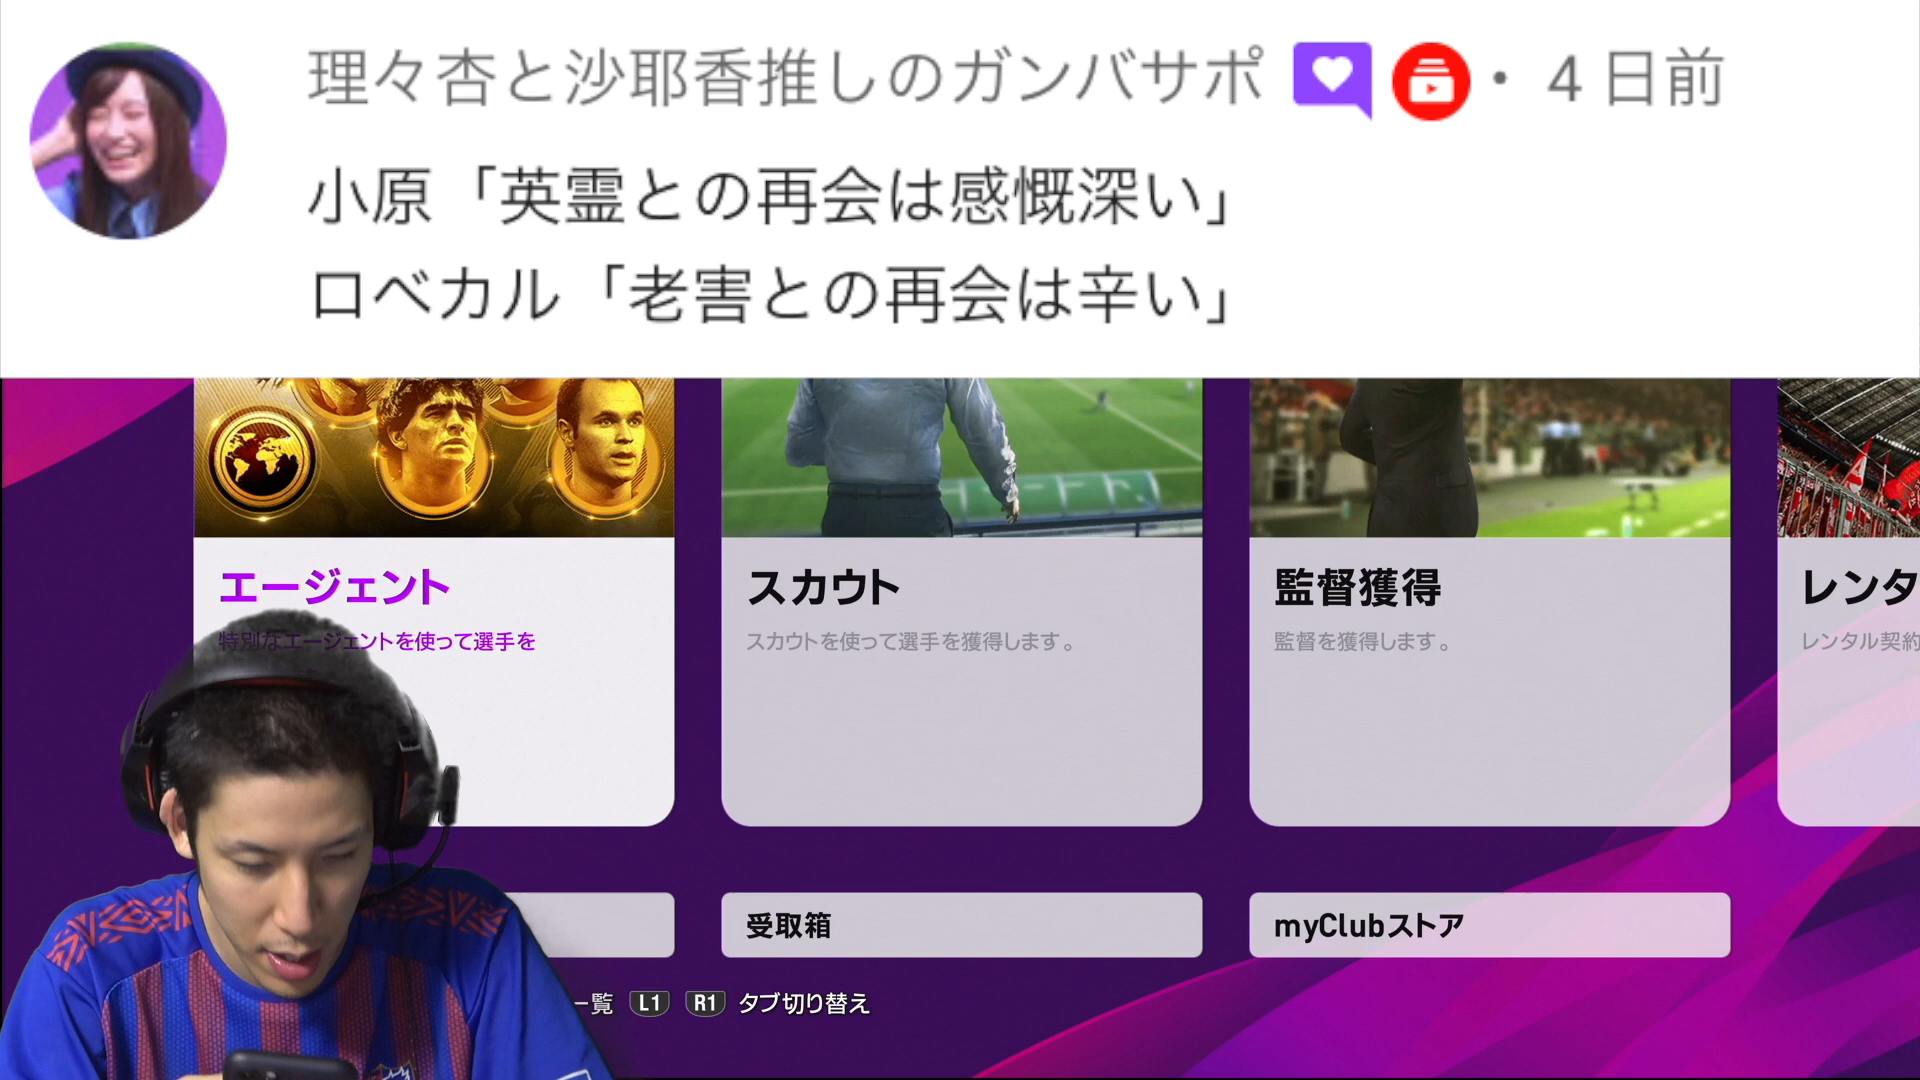 理々杏と沙耶香推しのガンバサポ ・ 4 日前
小原「英霊との再会は感慨深い」
ロベカル「老害との再会は辛い」
エージェント
特別なエージェントを使って選手を
スカウト
スカウトを使って選手を獲得します。
監督獲得
監督を獲得します。
レンタ
レンタル契約
受取箱
myClubストア
一覧 L1 R1 タブ切り替え